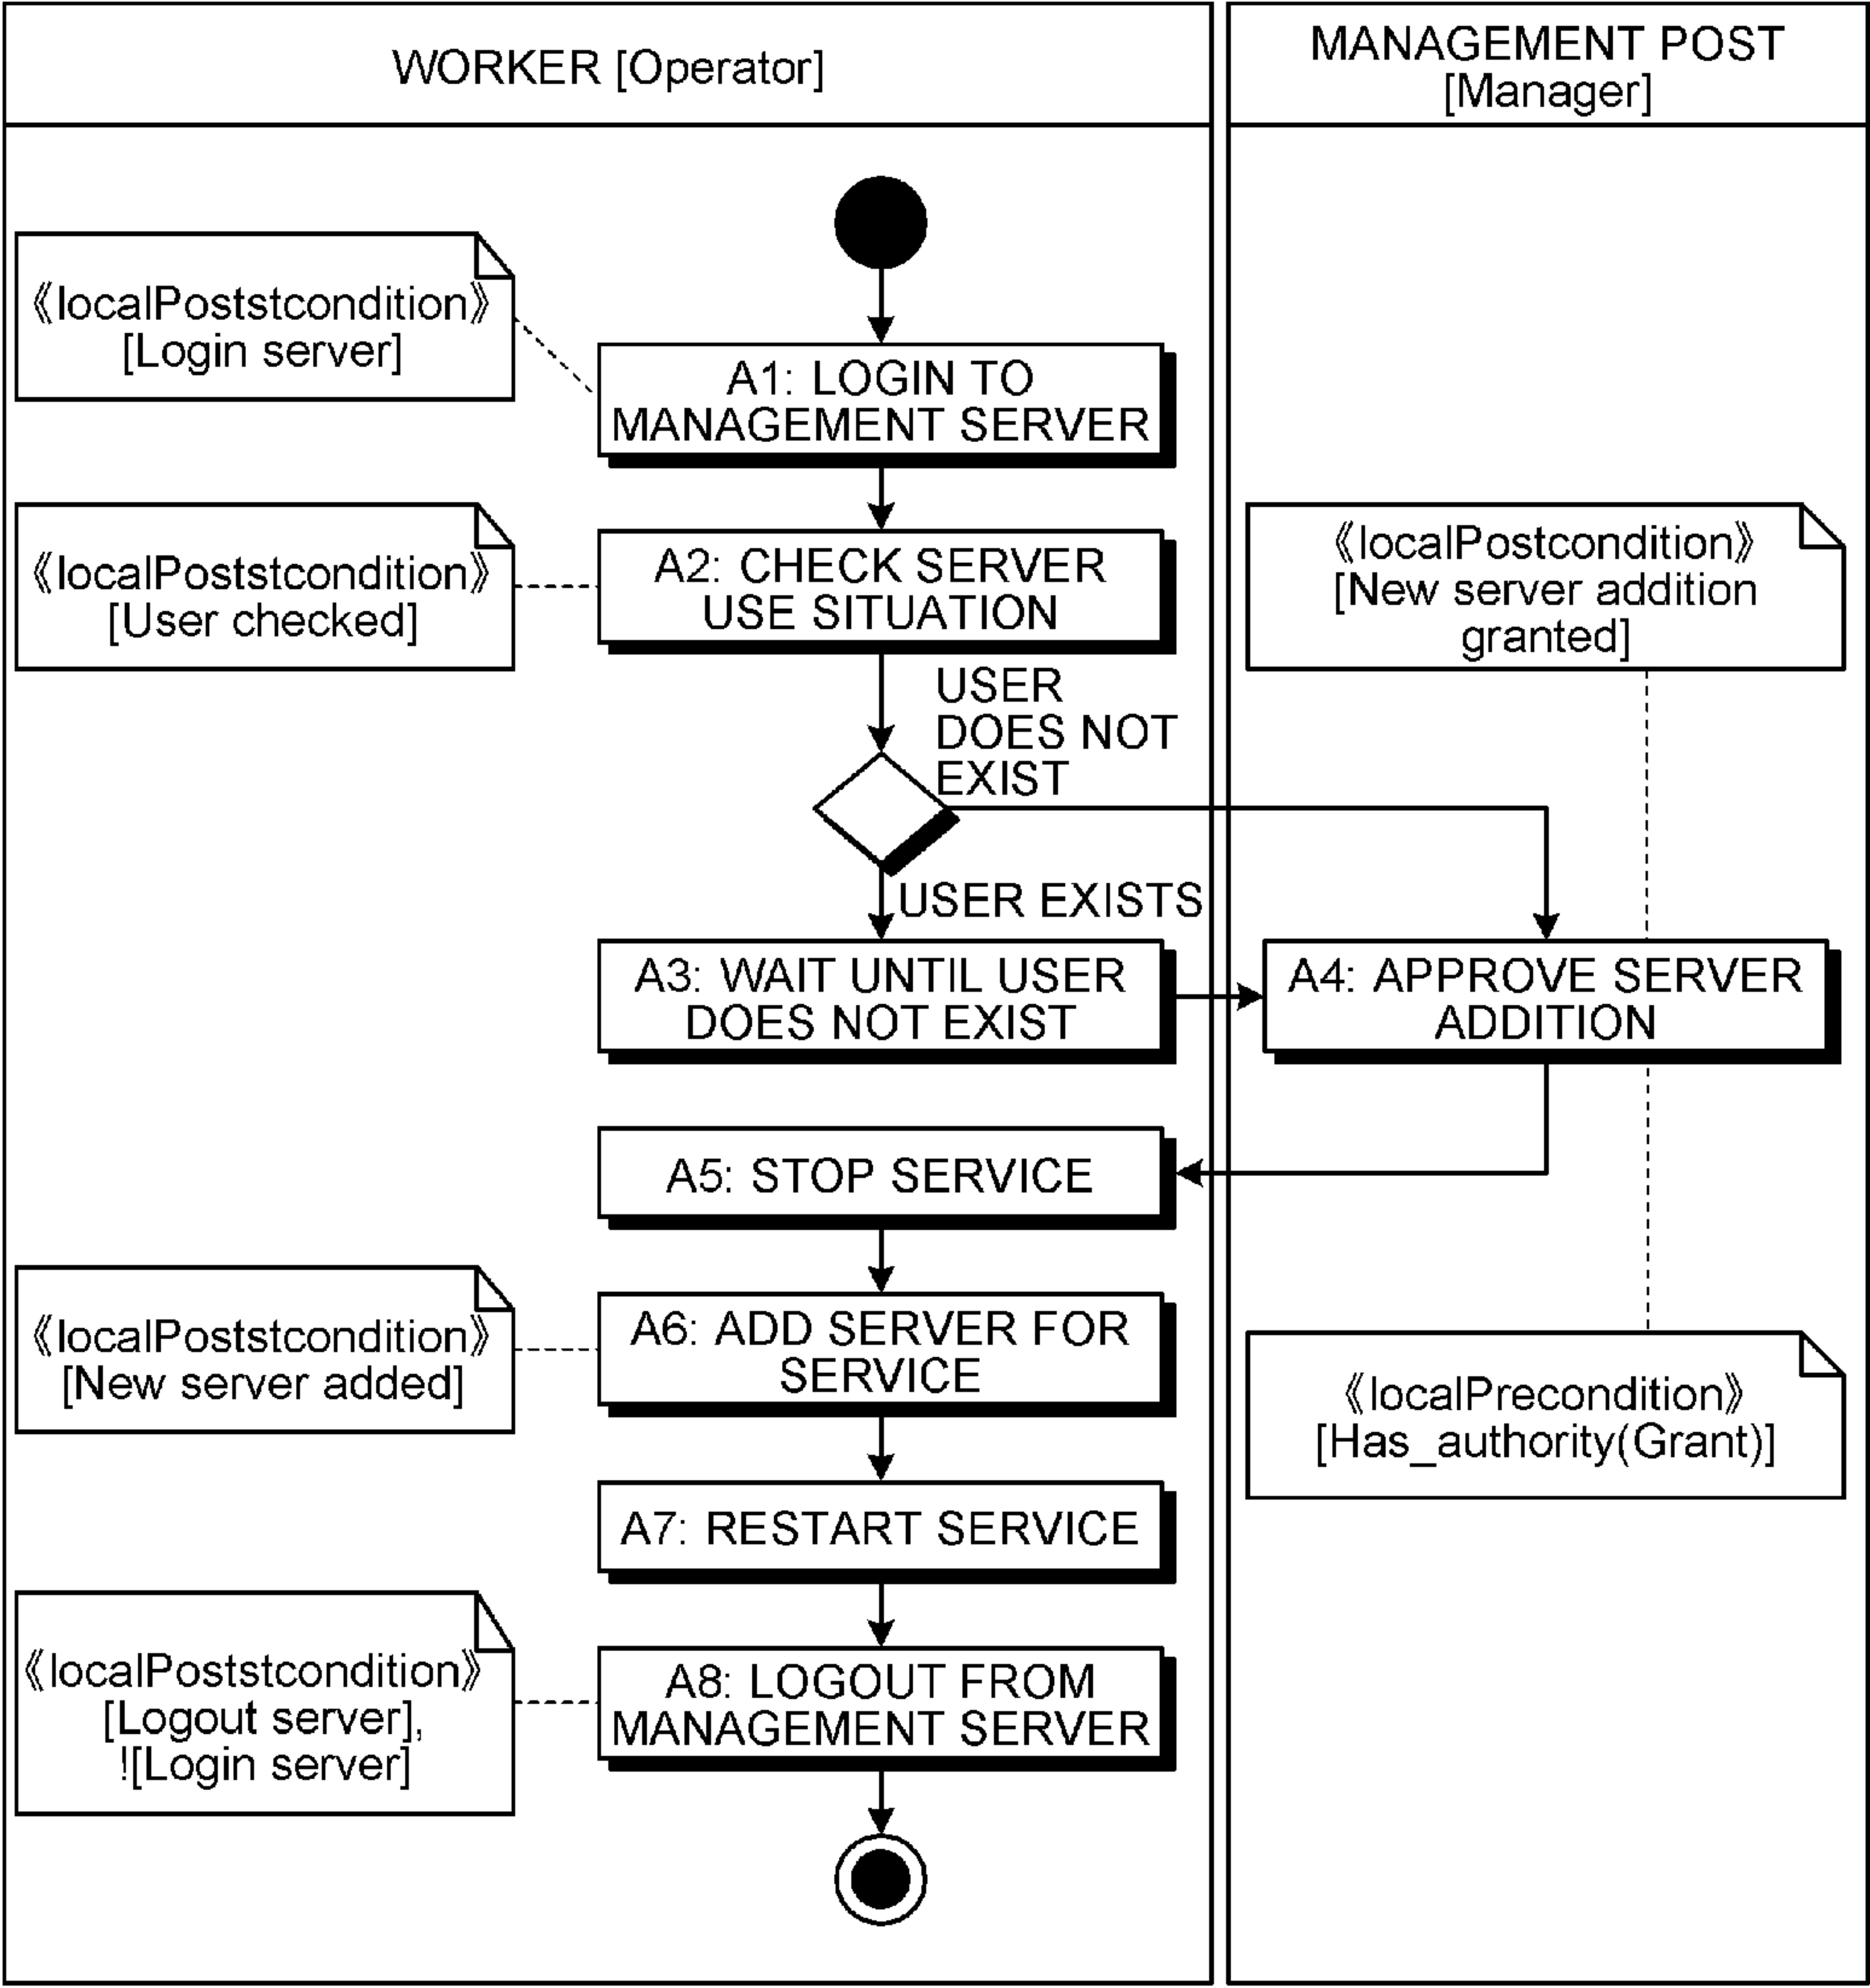 WORKER [Operator]
MANAGEMENT POST
[Manager]
《localPoststcondition》
[Login server]
A1: LOGIN TO
MANAGEMENT SERVER
《localPoststcondition》
[User checked]
A2: CHECK SERVER
USE SITUATION
《localPostcondition》
[New server addition
granted]
USER
DOES NOT
EXIST
USER EXISTS
A3: WAIT UNTIL USER
DOES NOT EXIST
A4: APPROVE SERVER
ADDITION
A5: STOP SERVICE
《localPoststcondition》
[New server added]
A6: ADD SERVER FOR
SERVICE
《localPrecondition》
[Has_authority(Grant)]
A7: RESTART SERVICE
《localPoststcondition》
[Logout server],
![Login server]
A8: LOGOUT FROM
MANAGEMENT SERVER